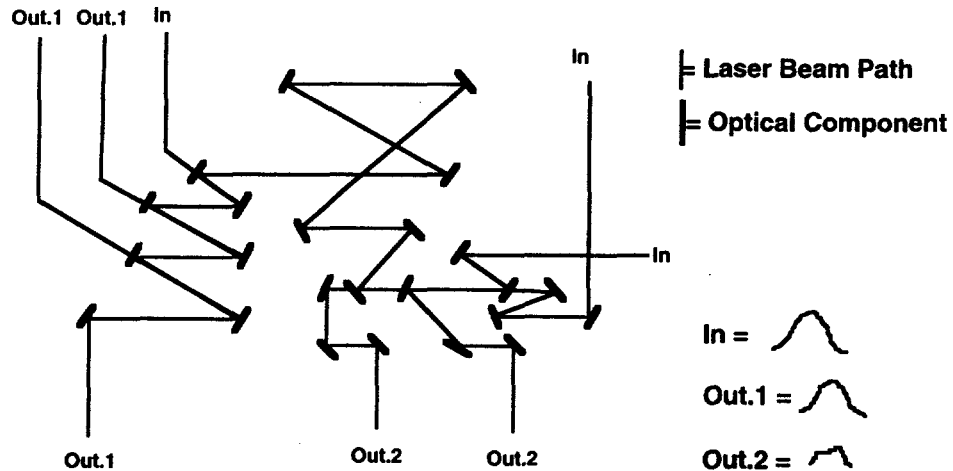 Out.1 Out.1 In
In
= Laser Beam Path
= Optical Component
In
In =
Out.1 =
Out.2 =
Out.1
Out.2
Out.2